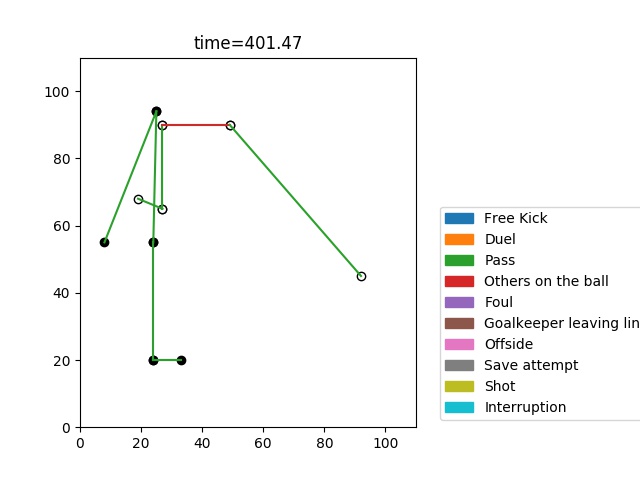 time=401.47
100
80
60
40
20
0
0 20 40 60 80 100
Free Kick
Duel
Pass
Others on the ball
Foul
Goalkeeper leaving lin
Offside
Save attempt
Shot
Interruption